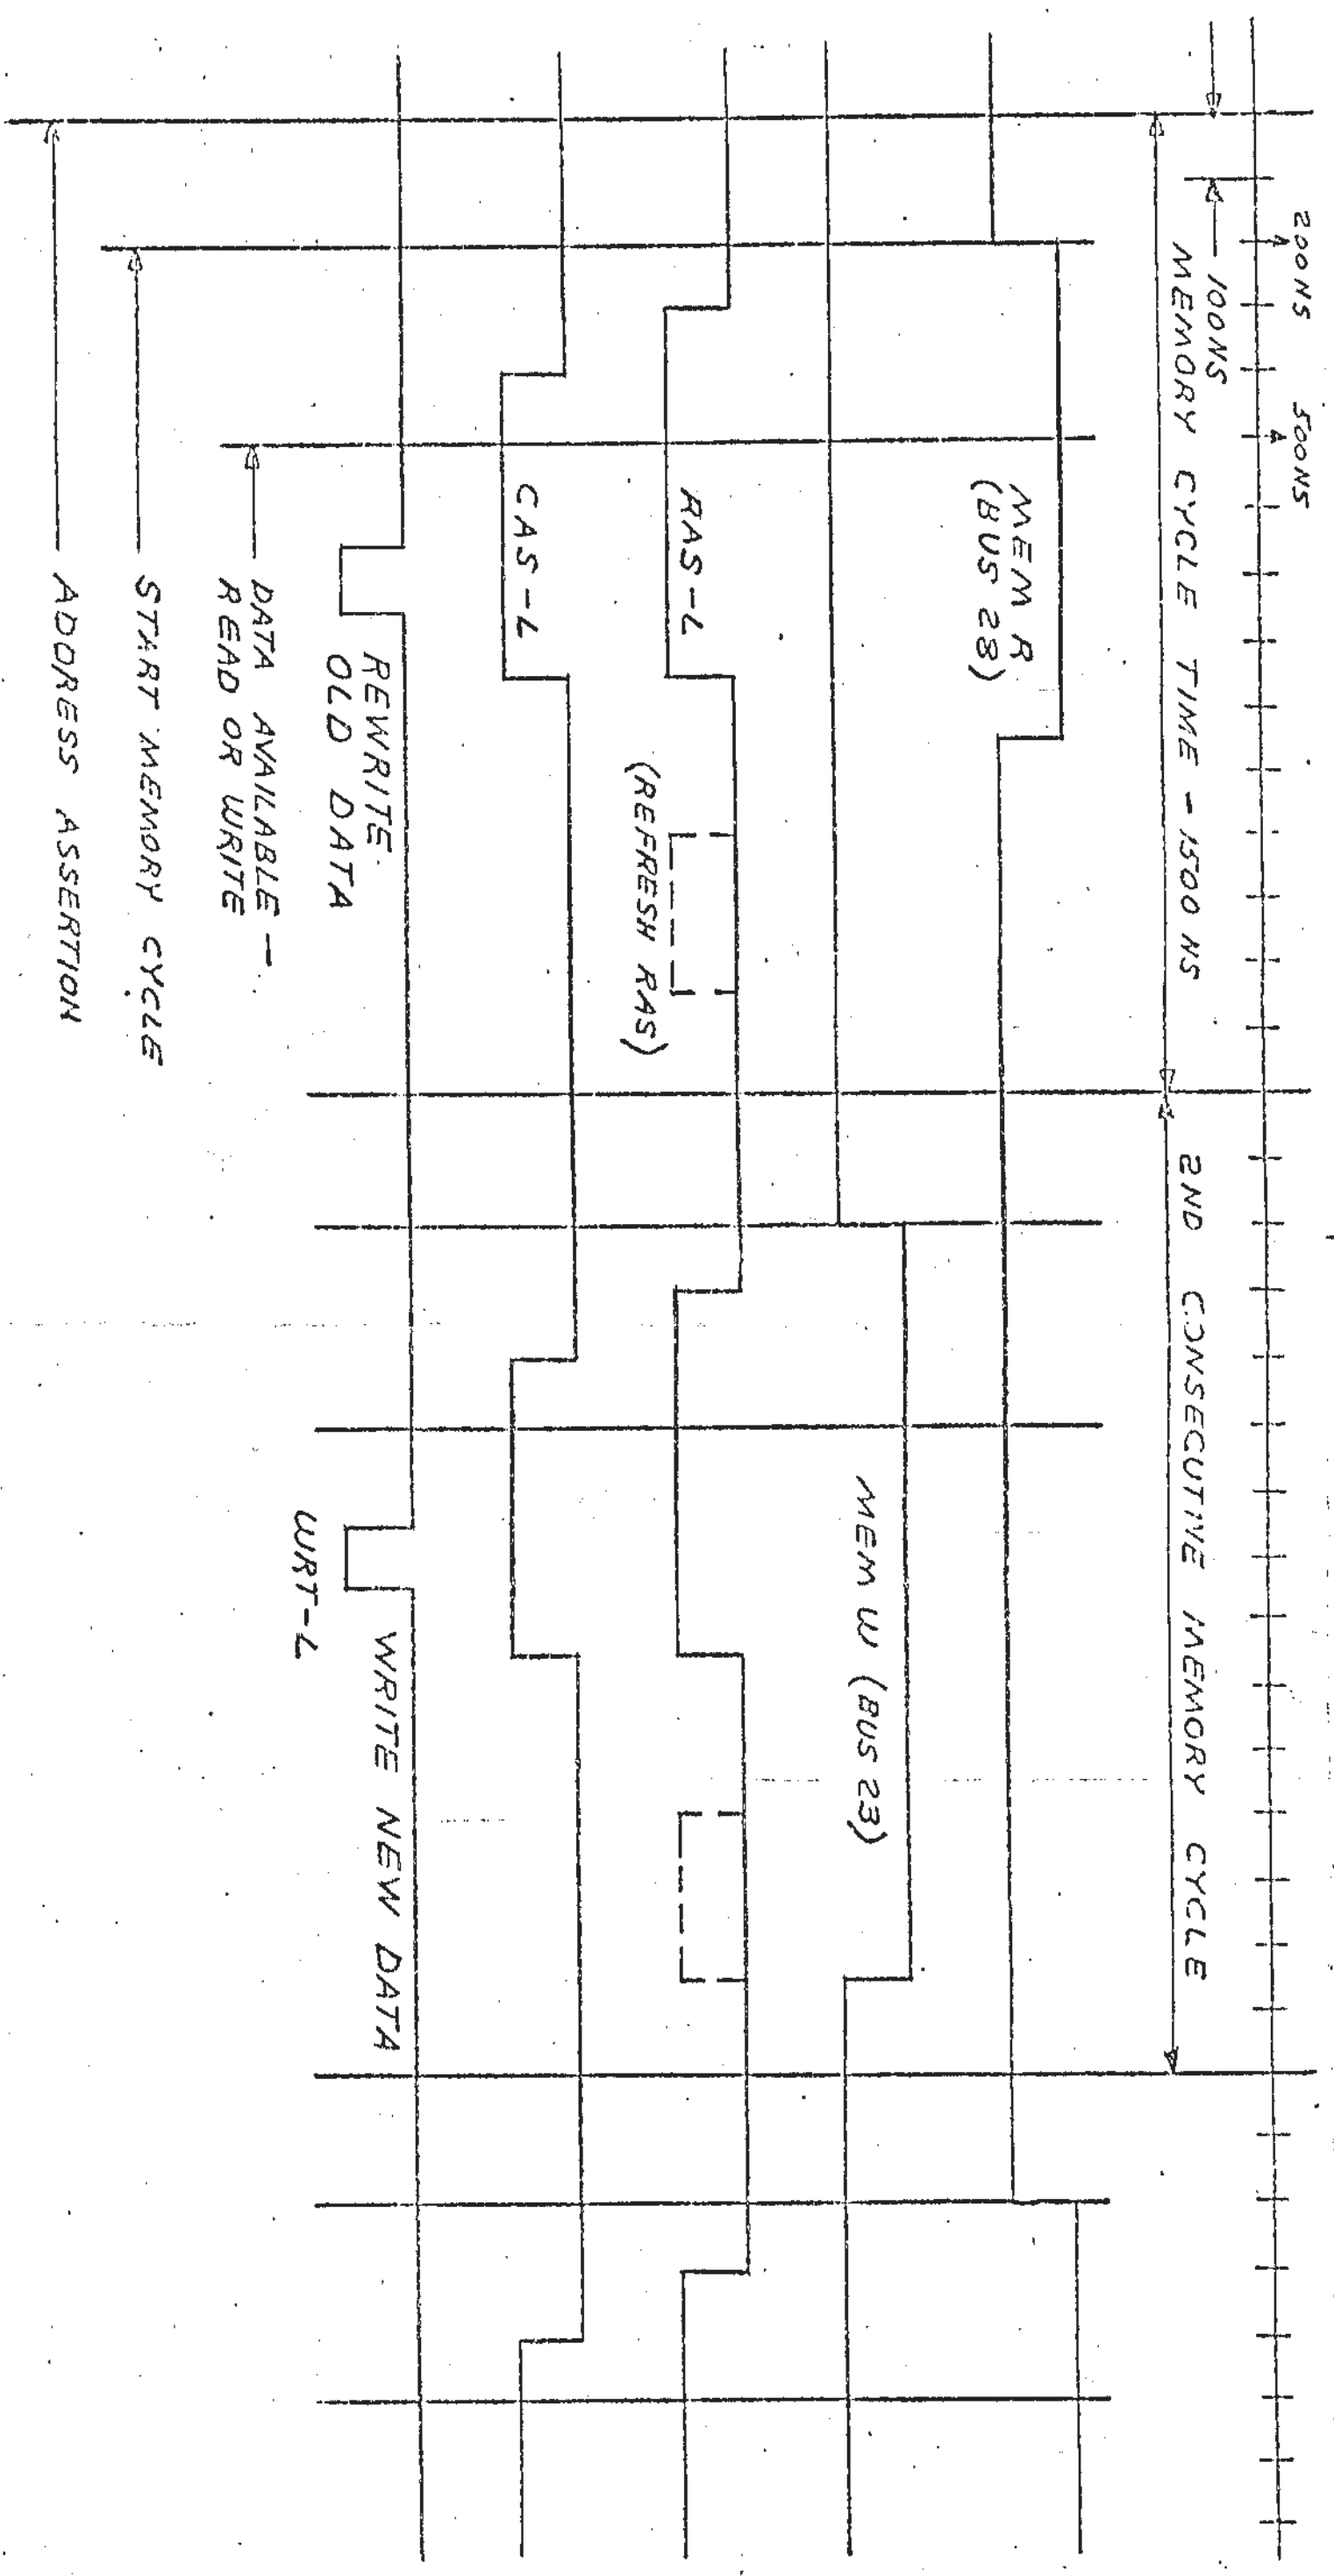 200NS 500NS
100NS
MEMORY CYCLE TIME - 1500 NS
2ND CONSECUTIVE MEMORY CYCLE
MEM R
(BUS 28)
MEM W (BUS 23)
RAS-L
(REFRESH RAS)
CAS-L
REWRITE
OLD DATA
WRITE NEW DATA
WRT-L
DATA AVAILABLE -
READ OR WRITE
START MEMORY CYCLE
ADDRESS ASSERTION